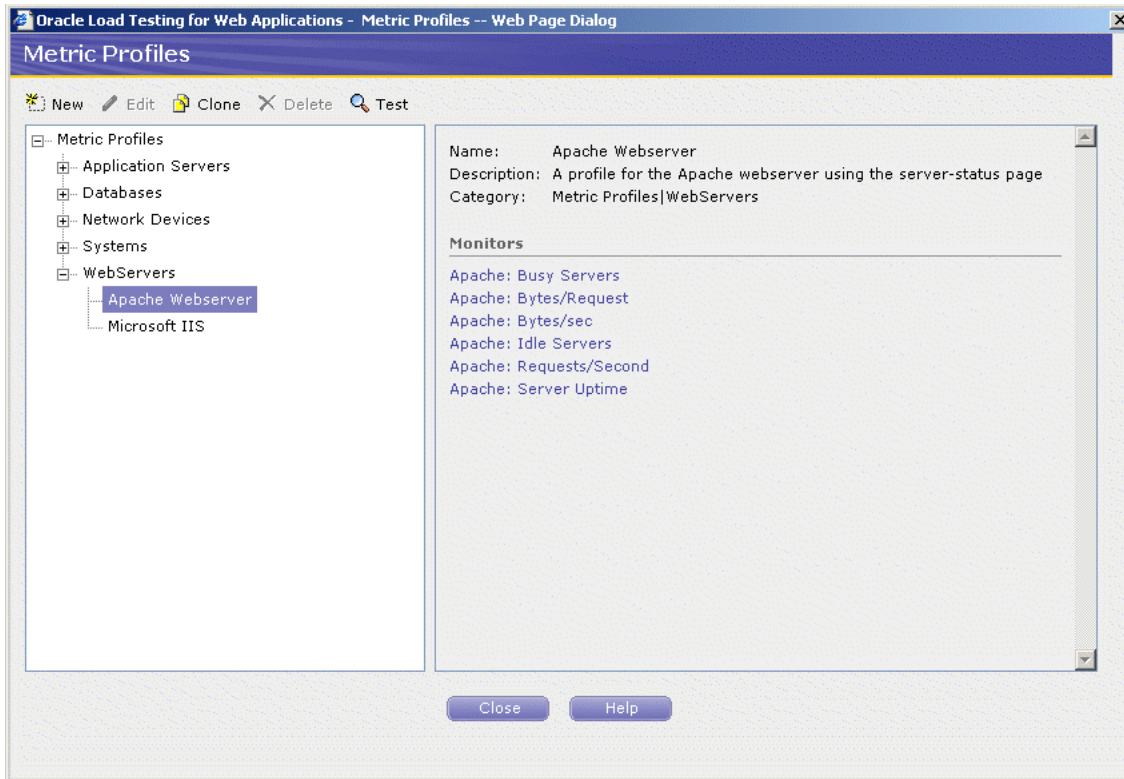 Oracle Load Testing for Web Applications - Metric Profiles -- Web Page Dialog
Metric Profiles
New Edit Clone Delete Test
Metric Profiles
Application Servers
Databases
Network Devices
Systems
WebServers
Apache Webserver
Microsoft IIS
Name: Apache Webserver
Description: A profile for the Apache webserver using the server-status page
Category: Metric Profiles|WebServers
Monitors
Apache: Busy Servers
Apache: Bytes/Request
Apache: Bytes/sec
Apache: Idle Servers
Apache: Requests/Second
Apache: Server Uptime
Close Help